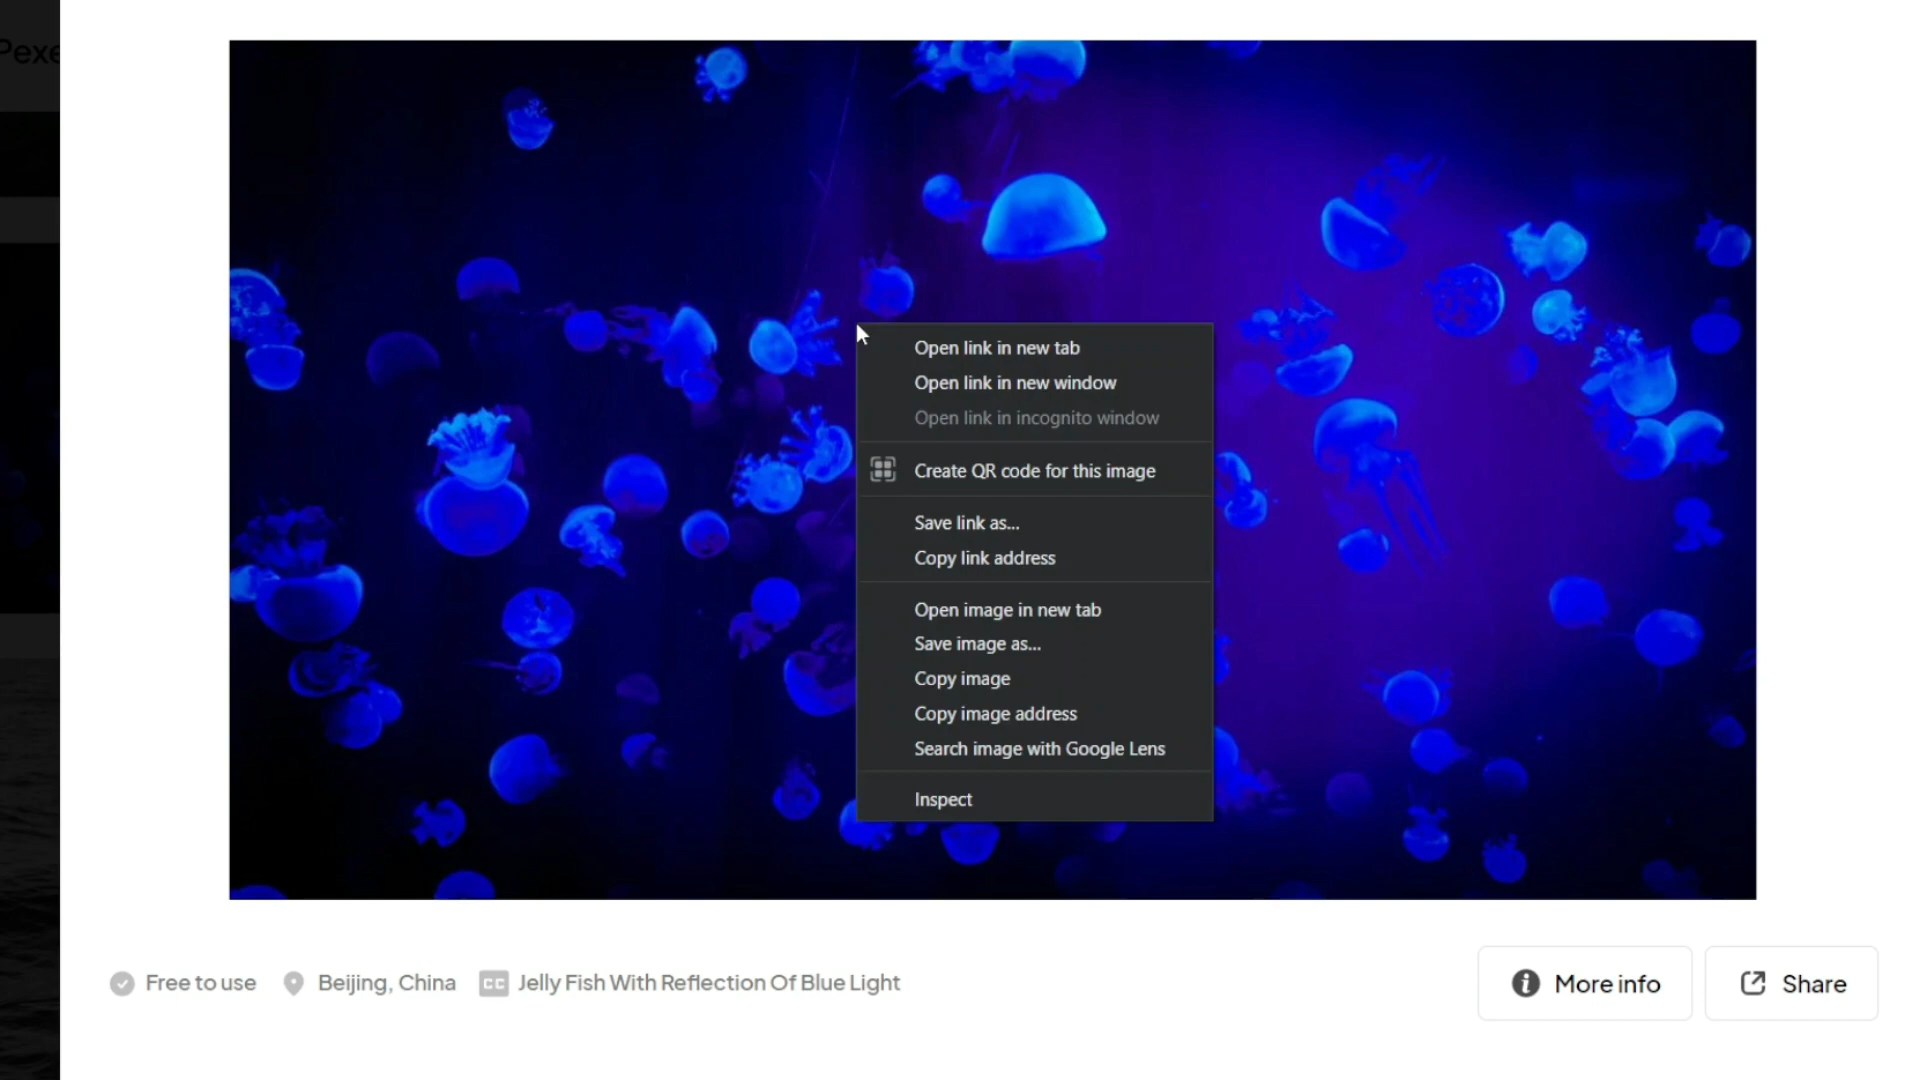 Pexe
Open link in new tab
Open link in new window
Open link in incognito window
Create QR code for this image
Save link as...
Copy link address
Open image in new tab
Save image as...
Copy image
Copy image address
Search image with Google Lens
Inspect
Free to use
Beijing, China
CC Jelly Fish With Reflection Of Blue Light
More info
Share